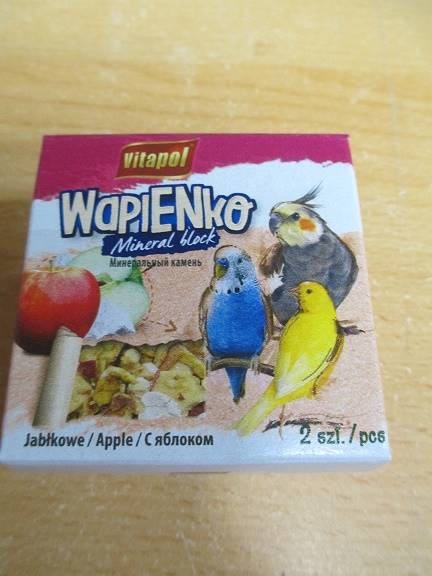 Vitapol
WAPIENKO
Mineral block
Минеральный камень
Jabłkowe / Apple / С яблоком
2 szt. / pcs